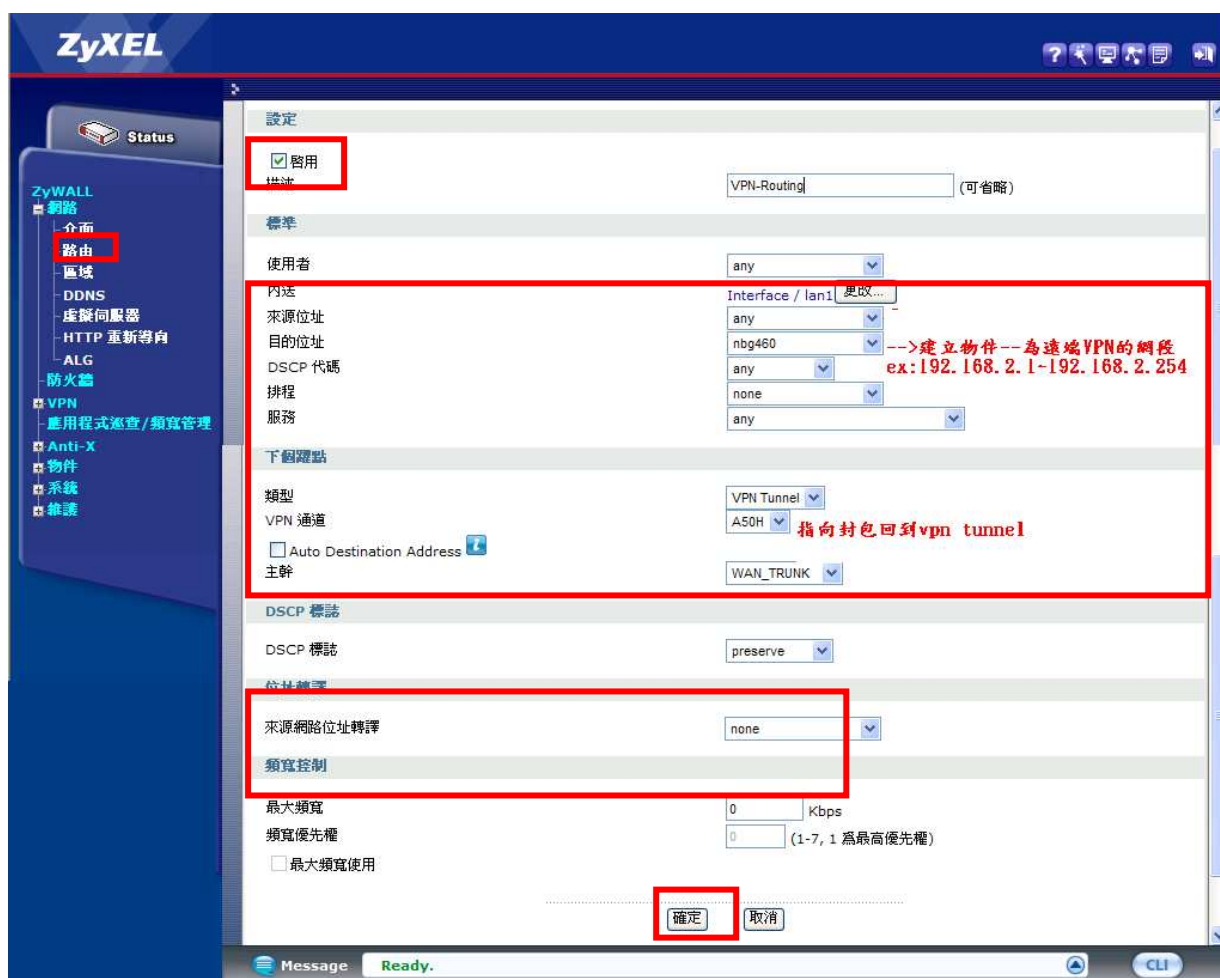 ZyXEL
Status
ZyWALL
網路
介面
路由
區域
DDNS
虛擬伺服器
HTTP 重新導向
ALG
防火牆
VPN
應用程式巡查/頻寬管理
Anti-X
物件
系統
維護
設定
啓用
描述 VPN-Routing (可省略)
標準
使用者 any
內送 Interface / lan1 更改...
來源位址 any
目的位址 nbg460 -->建立物件--為遠端VPN的網段
ex:192.168.2.1~192.168.2.254
DSCP 代碼 any
排程 none
服務 any
下個躍點
類型 VPN Tunnel
VPN 通道 A50H 指向封包回到vpn tunnel
Auto Destination Address
主幹 WAN_TRUNK
DSCP 標誌
DSCP 標誌 preserve
位址轉譯
來源網路位址轉譯 none
頻寬控制
最大頻寬 0 Kbps
頻寬優先權 0 (1-7, 1 爲最高優先權)
最大頻寬使用
確定 取消
Message Ready. CLI